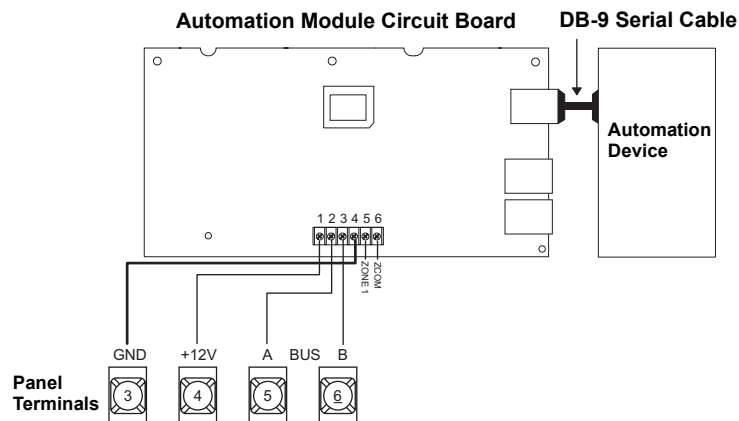 Automation Module Circuit Board
DB-9 Serial Cable
Automation
Device
1 2 3 4 5 6
ZONE 1
ZCOM
GND +12V A BUS B
Panel
Terminals
3 4 5 6